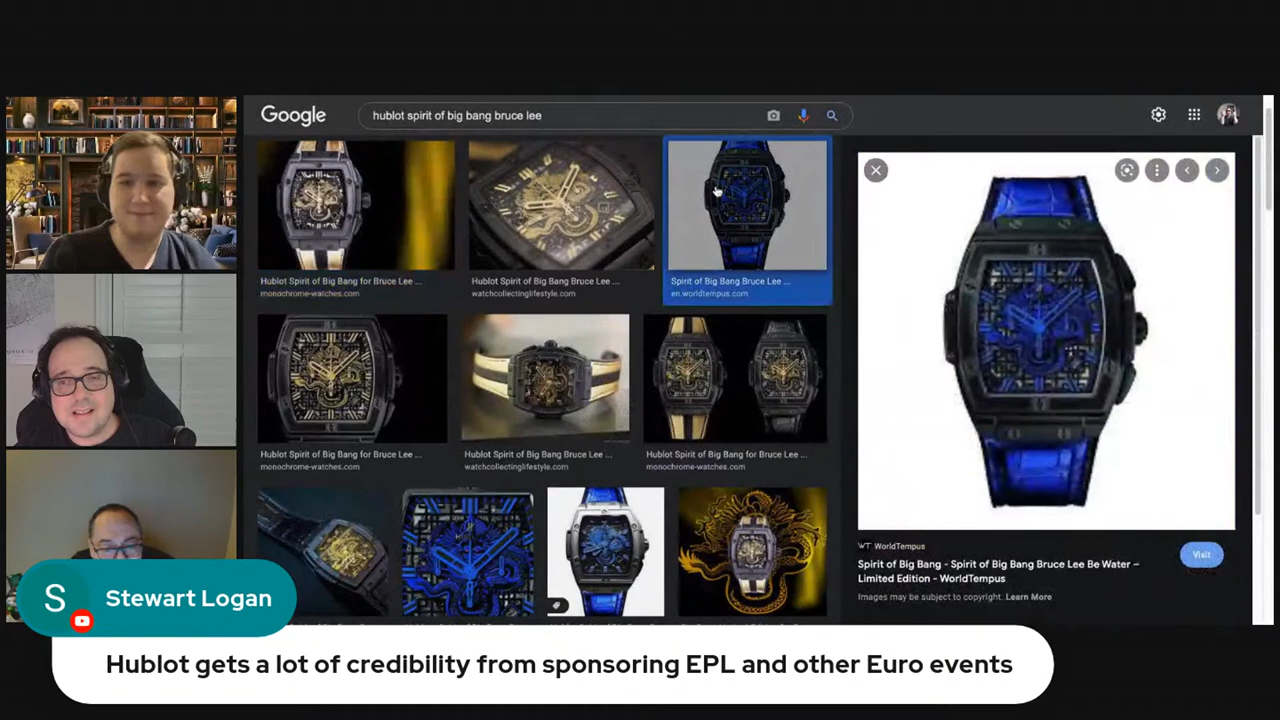 Google
hublot spirit of big bang bruce lee
Hublot Spirit of Big Bang for Bruce Lee ...
monochrome-watches.com
Hublot Spirit of Big Bang Bruce Lee ...
watchcollectinglifestyle.com
Spirit of Big Bang Bruce Lee ...
en.worldtempus.com
Hublot Spirit of Big Bang for Bruce Lee ...
monochrome-watches.com
Hublot Spirit of Big Bang Bruce Lee ...
watchcollectinglifestyle.com
Hublot Spirit of Big Bang for Bruce Lee ...
monochrome-watches.com
WT WorldTempus
Visit
Spirit of Big Bang - Spirit of Big Bang Bruce Lee Be Water –
Limited Edition - WorldTempus
Images may be subject to copyright. Learn More
S
Stewart Logan
Hublot gets a lot of credibility from sponsoring EPL and other Euro events